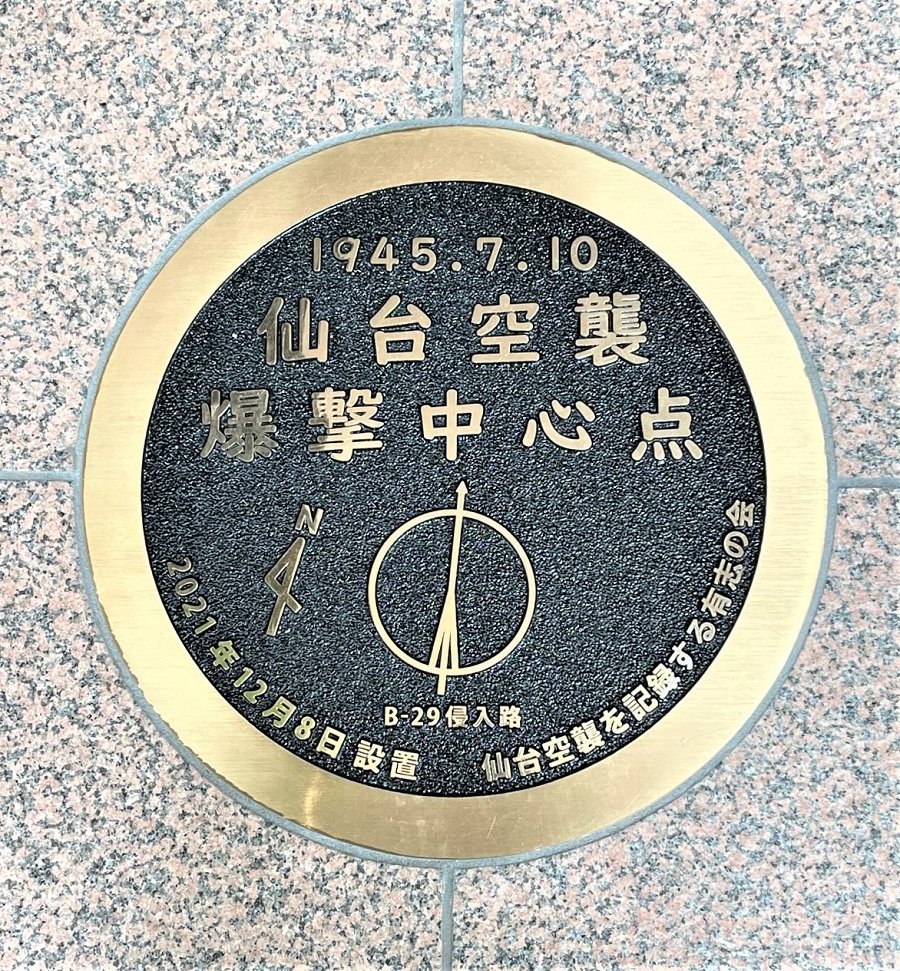 1945.7.10
仙台空襲
爆撃中心点
N
B-29侵入路
2021年12月8日設置
仙台空襲を記録する有志の会